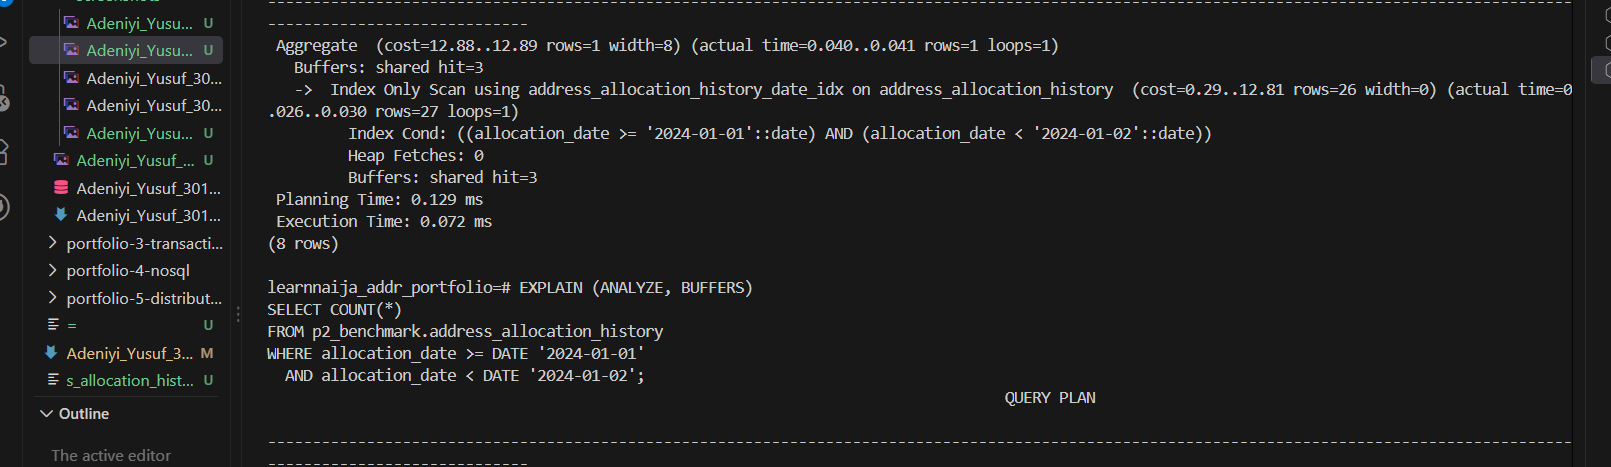 Adeniyi_Yusu... U
Adeniyi_Yusu... U
Adeniyi_Yusuf_30...
Adeniyi_Yusuf_30...
Adeniyi_Yusu... U
Adeniyi_Yusuf_... U
Adeniyi_Yusuf_301...
Adeniyi_Yusuf_301...
portfolio-3-transacti...
portfolio-4-nosql
portfolio-5-distribut...
= U
Adeniyi_Yusuf_3... M
s_allocation_hist... U
Outline
The active editor
----------------------------------------------------------------------------------------------------------------------------------------------------
-----------------------------
Aggregate  (cost=12.88..12.89 rows=1 width=8) (actual time=0.040..0.041 rows=1 loops=1)
Buffers: shared hit=3
->  Index Only Scan using address_allocation_history_date_idx on address_allocation_history  (cost=0.29..12.81 rows=26 width=0) (actual time=0
.026..0.030 rows=27 loops=1)
Index Cond: ((allocation_date >= '2024-01-01'::date) AND (allocation_date < '2024-01-02'::date))
Heap Fetches: 0
Buffers: shared hit=3
Planning Time: 0.129 ms
Execution Time: 0.072 ms
(8 rows)
learnnaija_addr_portfolio=# EXPLAIN (ANALYZE, BUFFERS)
SELECT COUNT(*)
FROM p2_benchmark.address_allocation_history
WHERE allocation_date >= DATE '2024-01-01'
AND allocation_date < DATE '2024-01-02';
QUERY PLAN
----------------------------------------------------------------------------------------------------------------------------------------------------
-----------------------------